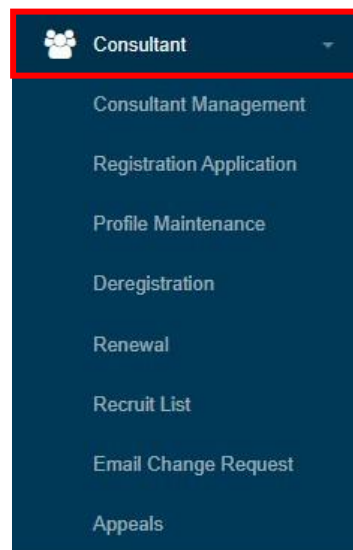 Consultant
Consultant Management
Registration Application
Profile Maintenance
Deregistration
Renewal
Recruit List
Email Change Request
Appeals